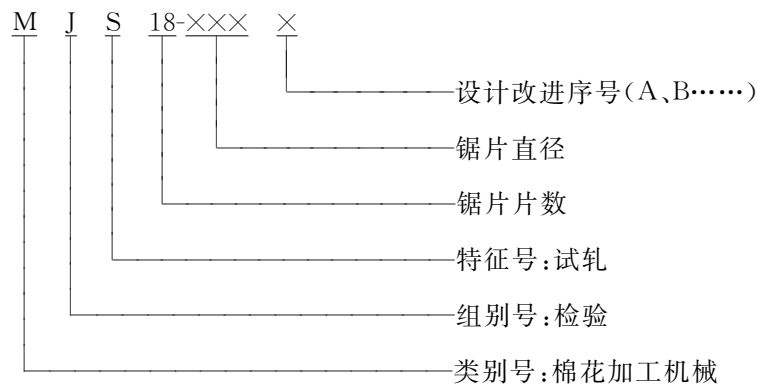 M J S 18-××× ×
设计改进序号(A、B……)
锯片直径
锯片片数
特征号:试轧
组别号:检验
类别号:棉花加工机械